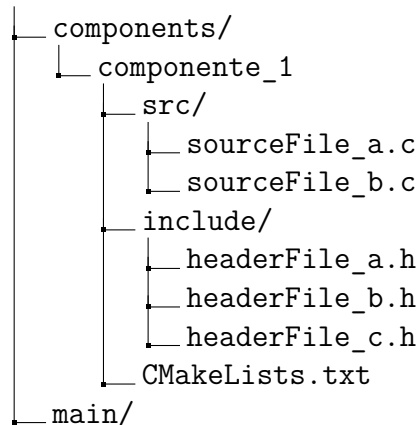 components/
componente_1
src/
sourceFile_a.c
sourceFile_b.c
include/
headerFile_a.h
headerFile_b.h
headerFile_c.h
CMakeLists.txt
main/